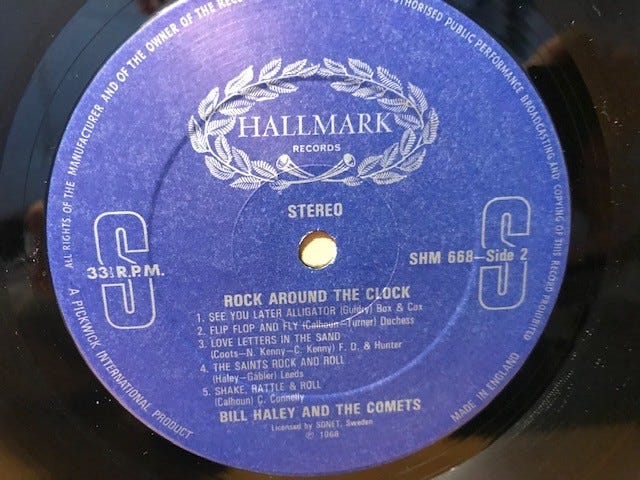 ALL RIGHTS OF THE MANUFACTURER AND OF THE OWNER OF THE REC
AUTHORISED PUBLIC PERFORMANCE BROADCASTING AND COPYING OF THIS RECORD PROHIBITED
HALLMARK
RECORDS
STEREO
S
33⅓ R.P.M.
S
SHM 668—Side 2
ROCK AROUND THE CLOCK
1. SEE YOU LATER ALLIGATOR (Guidry) Box & Cox
2. FLIP FLOP AND FLY (Calhoun—Turner) Duchess
3. LOVE LETTERS IN THE SAND
(Coots—N. Kenny—C. Kenny) F. D. & Hunter
4. THE SAINTS ROCK AND ROLL
(Haley—Gabler) Leeds
5. SHAKE, RATTLE & ROLL
(Calhoun) C. Connelly
BILL HALEY AND THE COMETS
Licensed by SONET, Sweden
© 1968
A PICKWICK INTERNATIONAL PRODUCT
MADE IN ENGLAND